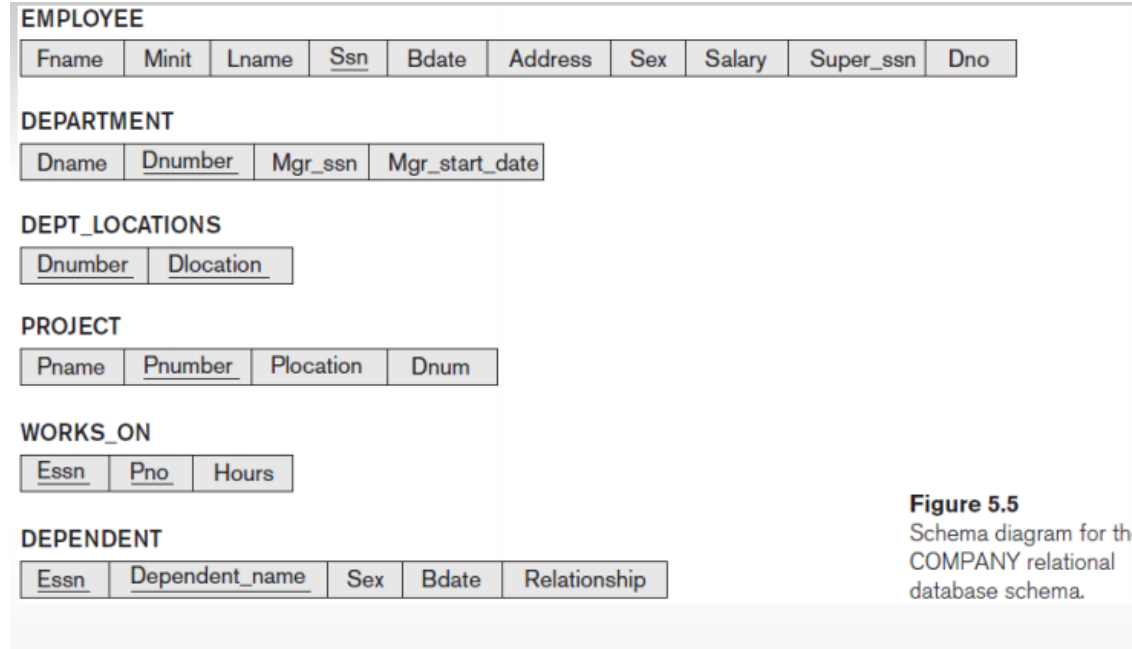 EMPLOYEE
Fname Minit Lname Ssn Bdate Address Sex Salary Super_ssn Dno
DEPARTMENT
Dname Dnumber Mgr_ssn Mgr_start_date
DEPT_LOCATIONS
Dnumber Dlocation
PROJECT
Pname Pnumber Plocation Dnum
WORKS_ON
Essn Pno Hours
DEPENDENT
Essn Dependent_name Sex Bdate Relationship
Figure 5.5
Schema diagram for th
COMPANY relational
database schema.